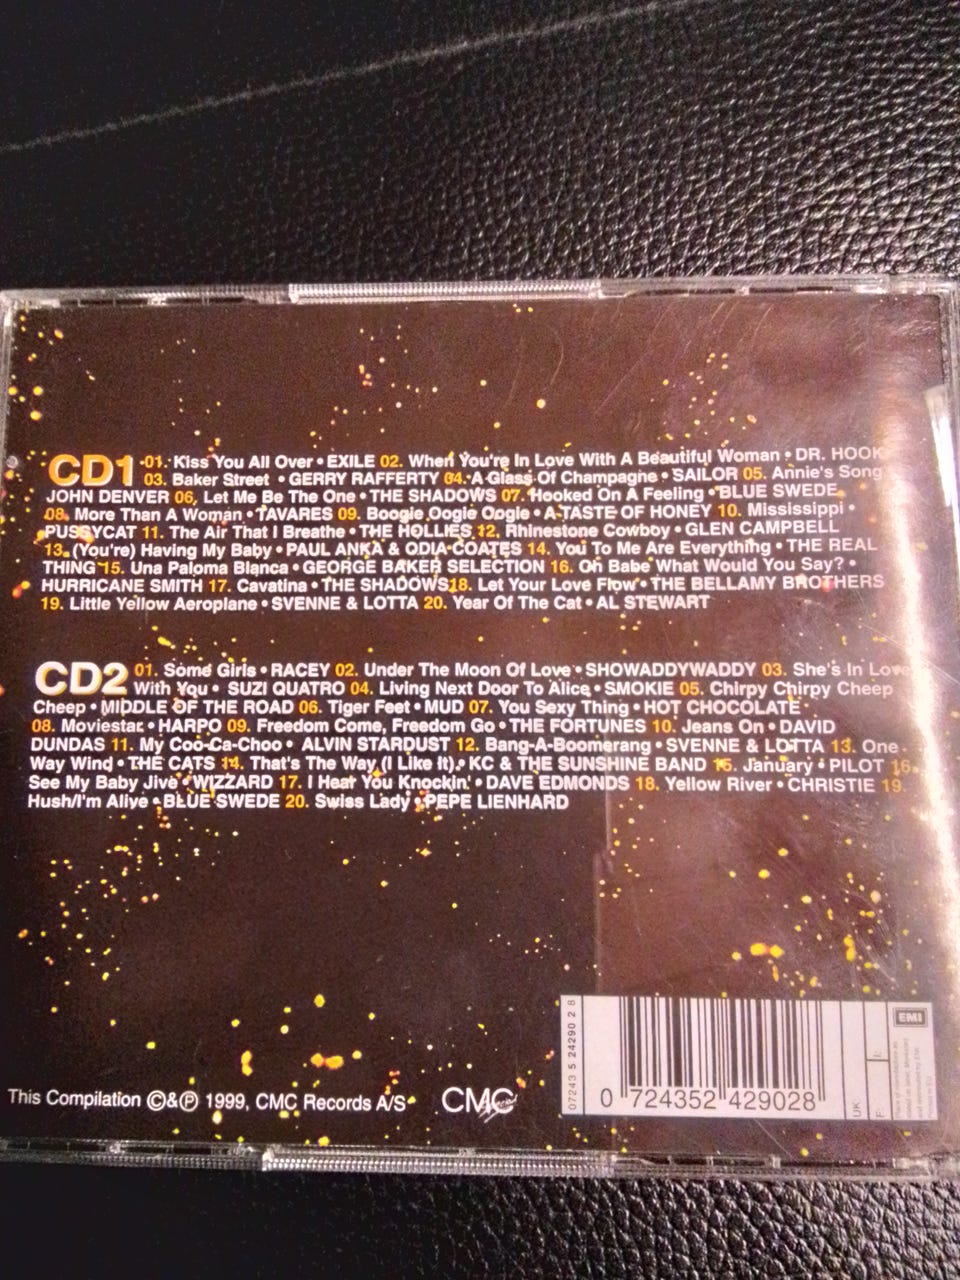 CD1 01. Kiss You All Over • EXILE 02. When You're In Love With A Beautiful Woman • DR. HOOK
03. Baker Street • GERRY RAFFERTY 04. A Glass Of Champagne • SAILOR 05. Annie's Song
JOHN DENVER 06. Let Me Be The One • THE SHADOWS 07. Hooked On A Feeling • BLUE SWEDE
08. More Than A Woman • TAVARES 09. Boogie Oogie Oogie • A TASTE OF HONEY 10. Mississippi •
PUSSYCAT 11. The Air That I Breathe • THE HOLLIES 12. Rhinestone Cowboy • GLEN CAMPBELL
13. (You're) Having My Baby • PAUL ANKA & ODIA COATES 14. You To Me Are Everything • THE REAL
THING 15. Una Paloma Blanca • GEORGE BAKER SELECTION 16. Oh Babe What Would You Say? •
HURRICANE SMITH 17. Cavatina • THE SHADOWS 18. Let Your Love Flow • THE BELLAMY BROTHERS
19. Little Yellow Aeroplane • SVENNE & LOTTA 20. Year Of The Cat • AL STEWART
CD2 01. Some Girls • RACEY 02. Under The Moon Of Love • SHOWADDYWADDY 03. She's In Love
With You • SUZI QUATRO 04. Living Next Door To Alice • SMOKIE 05. Chirpy Chirpy Cheep
Cheep • MIDDLE OF THE ROAD 06. Tiger Feet • MUD 07. You Sexy Thing • HOT CHOCOLATE
08. Moviestar • HARPO 09. Freedom Come, Freedom Go • THE FORTUNES 10. Jeans On • DAVID
DUNDAS 11. My Coo-Ca-Choo • ALVIN STARDUST 12. Bang-A-Boomerang • SVENNE & LOTTA 13. One
Way Wind • THE CATS 14. That's The Way (I Like It) • KC & THE SUNSHINE BAND 15. January • PILOT 16.
See My Baby Jive • WIZZARD 17. I Hear You Knockin' • DAVE EDMONDS 18. Yellow River • CHRISTIE 19.
Hush/I'm Alive • BLUE SWEDE 20. Swiss Lady • PEPE LIENHARD
This Compilation ©&℗ 1999, CMC Records A/S
CMC
07243 5 24290 2 8
0 724352 429028
UK:
F:
I:
EMI